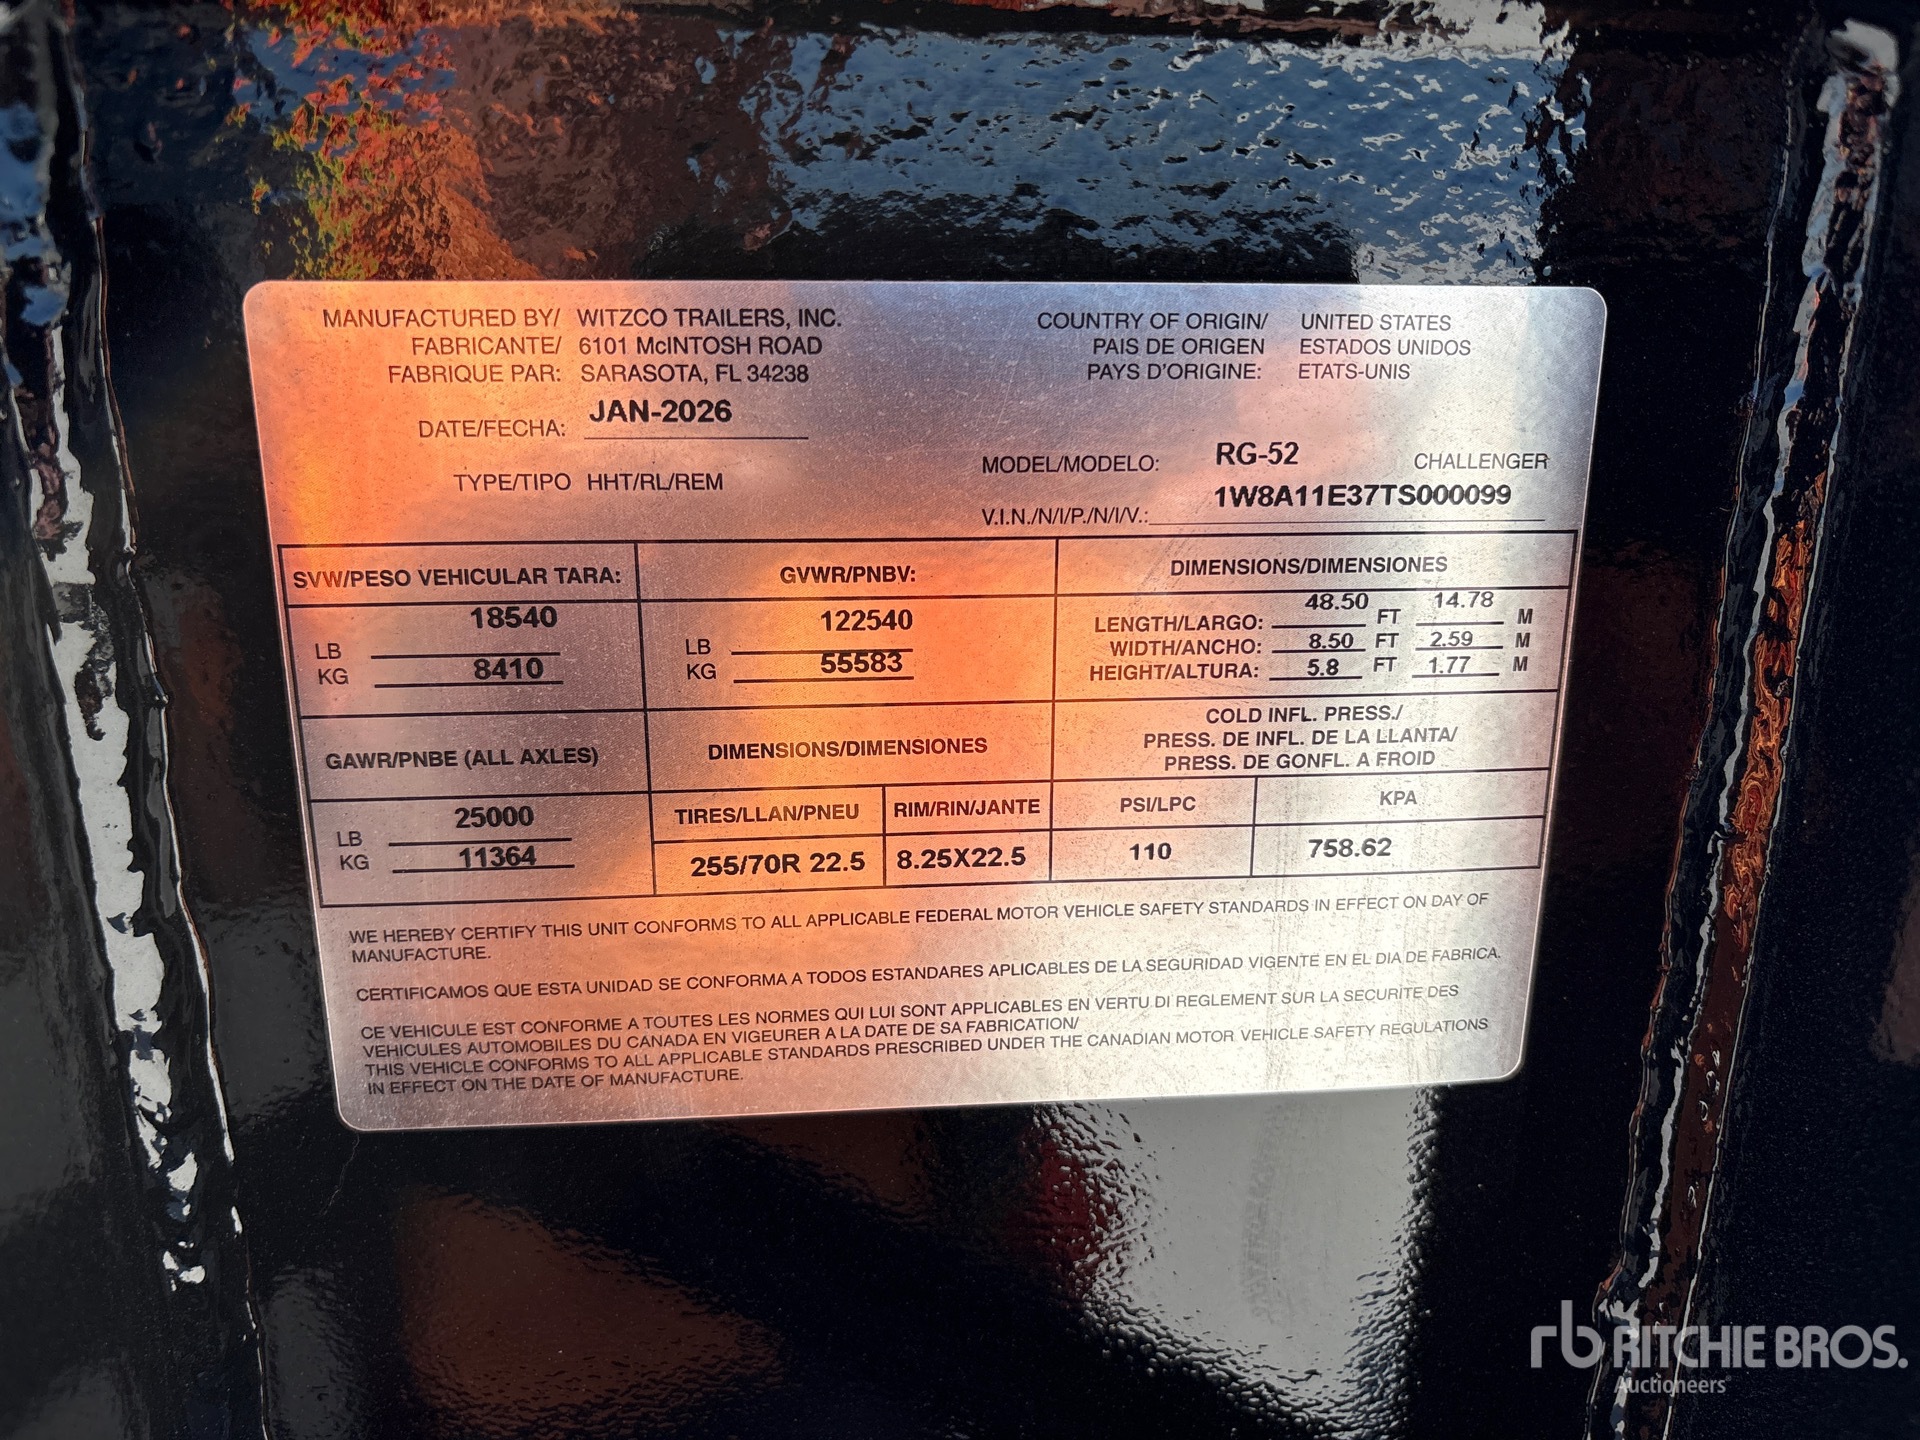 MANUFACTURED BY/ WITZCO TRAILERS, INC.
FABRICANTE/ 6101 McINTOSH ROAD
FABRIQUE PAR: SARASOTA, FL 34238
DATE/FECHA: JAN-2026
TYPE/TIPO HHT/RL/REM
COUNTRY OF ORIGIN/ UNITED STATES
PAIS DE ORIGEN ESTADOS UNIDOS
PAYS D'ORIGINE: ETATS-UNIS
MODEL/MODELO: RG-52 CHALLENGER
V.I.N./N/I/P./N/I/V.: 1W8A11E37TS000099
SVW/PESO VEHICULAR TARA:
LB 18540
KG 8410
GVWR/PNBV:
LB 122540
KG 55583
DIMENSIONS/DIMENSIONES
LENGTH/LARGO: 48.50 FT 14.78 M
WIDTH/ANCHO: 8.50 FT 2.59 M
HEIGHT/ALTURA: 5.8 FT 1.77 M
GAWR/PNBE (ALL AXLES)
LB 25000
KG 11364
DIMENSIONS/DIMENSIONES
TIRES/LLAN/PNEU RIM/RIN/JANTE
255/70R 22.5 8.25X22.5
COLD INFL. PRESS./
PRESS. DE INFL. DE LA LLANTA/
PRESS. DE GONFL. A FROID
PSI/LPC KPA
110 758.62
WE HEREBY CERTIFY THIS UNIT CONFORMS TO ALL APPLICABLE FEDERAL MOTOR VEHICLE SAFETY STANDARDS IN EFFECT ON DAY OF
MANUFACTURE.
CERTIFICAMOS QUE ESTA UNIDAD SE CONFORMA A TODOS ESTANDARES APLICABLES DE LA SEGURIDAD VIGENTE EN EL DIA DE FABRICA.
CE VEHICULE EST CONFORME A TOUTES LES NORMES QUI LUI SONT APPLICABLES EN VERTU DI REGLEMENT SUR LA SECURITE DES
VEHICULES AUTOMOBILES DU CANADA EN VIGEURER A LA DATE DE SA FABRICATION/
THIS VEHICLE CONFORMS TO ALL APPLICABLE STANDARDS PRESCRIBED UNDER THE CANADIAN MOTOR VEHICLE SAFETY REGULATIONS
IN EFFECT ON THE DATE OF MANUFACTURE.
rb RITCHIE BROS.
Auctioneers